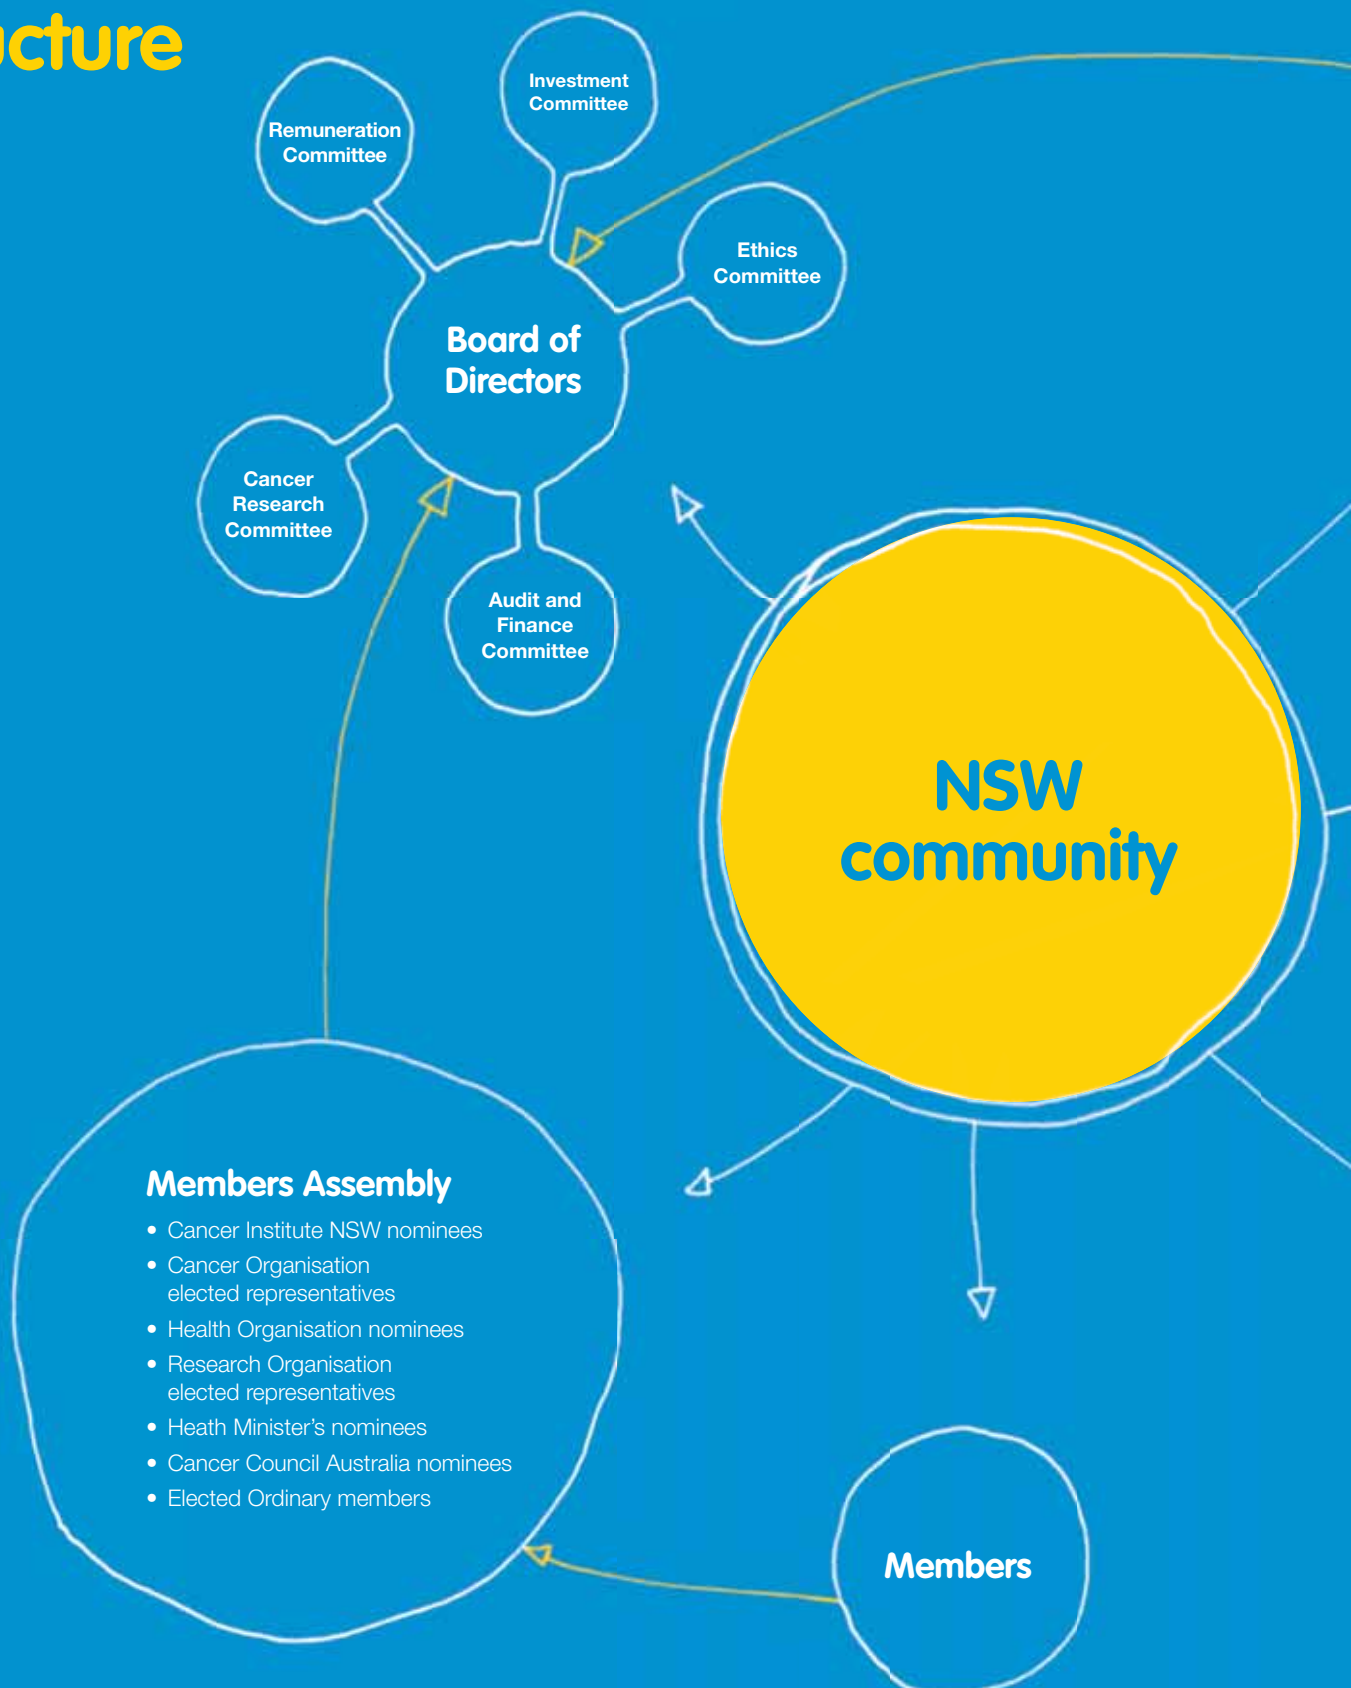 ucture
Investment
Committee
Remuneration
Committee
Ethics
Committee
Board of
Directors
Cancer
Research
Committee
Audit and
Finance
Committee
NSW
community
Members Assembly
• Cancer Institute NSW nominees
• Cancer Organisation
elected representatives
• Health Organisation nominees
• Research Organisation
elected representatives
• Heath Minister’s nominees
• Cancer Council Australia nominees
• Elected Ordinary members
Members